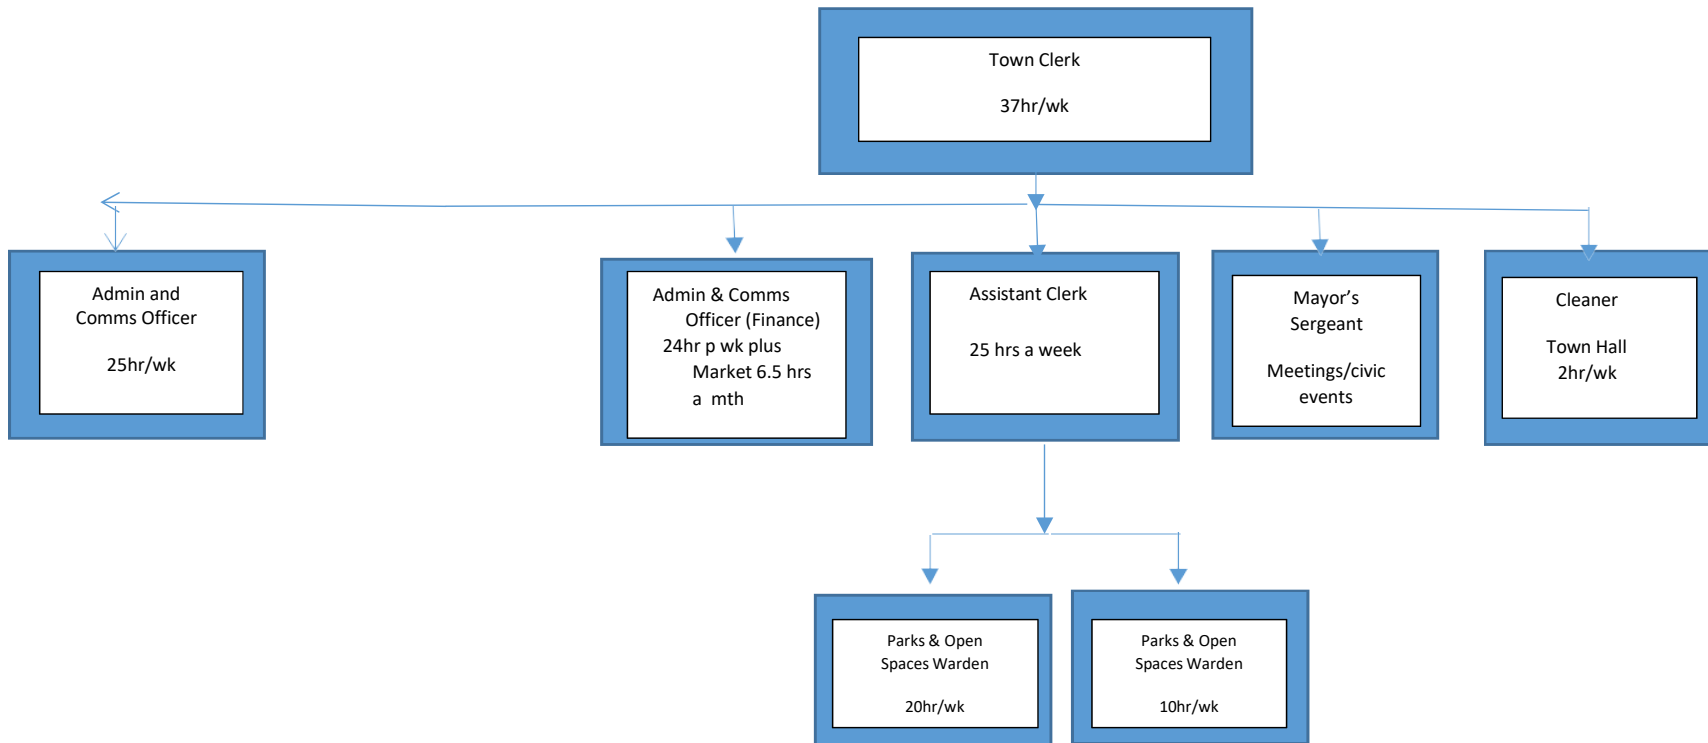 Town Clerk
37hr/wk
Admin and
Comms Officer
25hr/wk
Admin & Comms
Officer (Finance)
24hr p wk plus
Market 6.5 hrs
a mth
Assistant Clerk
25 hrs a week
Mayor’s
Sergeant
Meetings/civic
events
Cleaner
Town Hall
2hr/wk
Parks & Open
Spaces Warden
20hr/wk
Parks & Open
Spaces Warden
10hr/wk